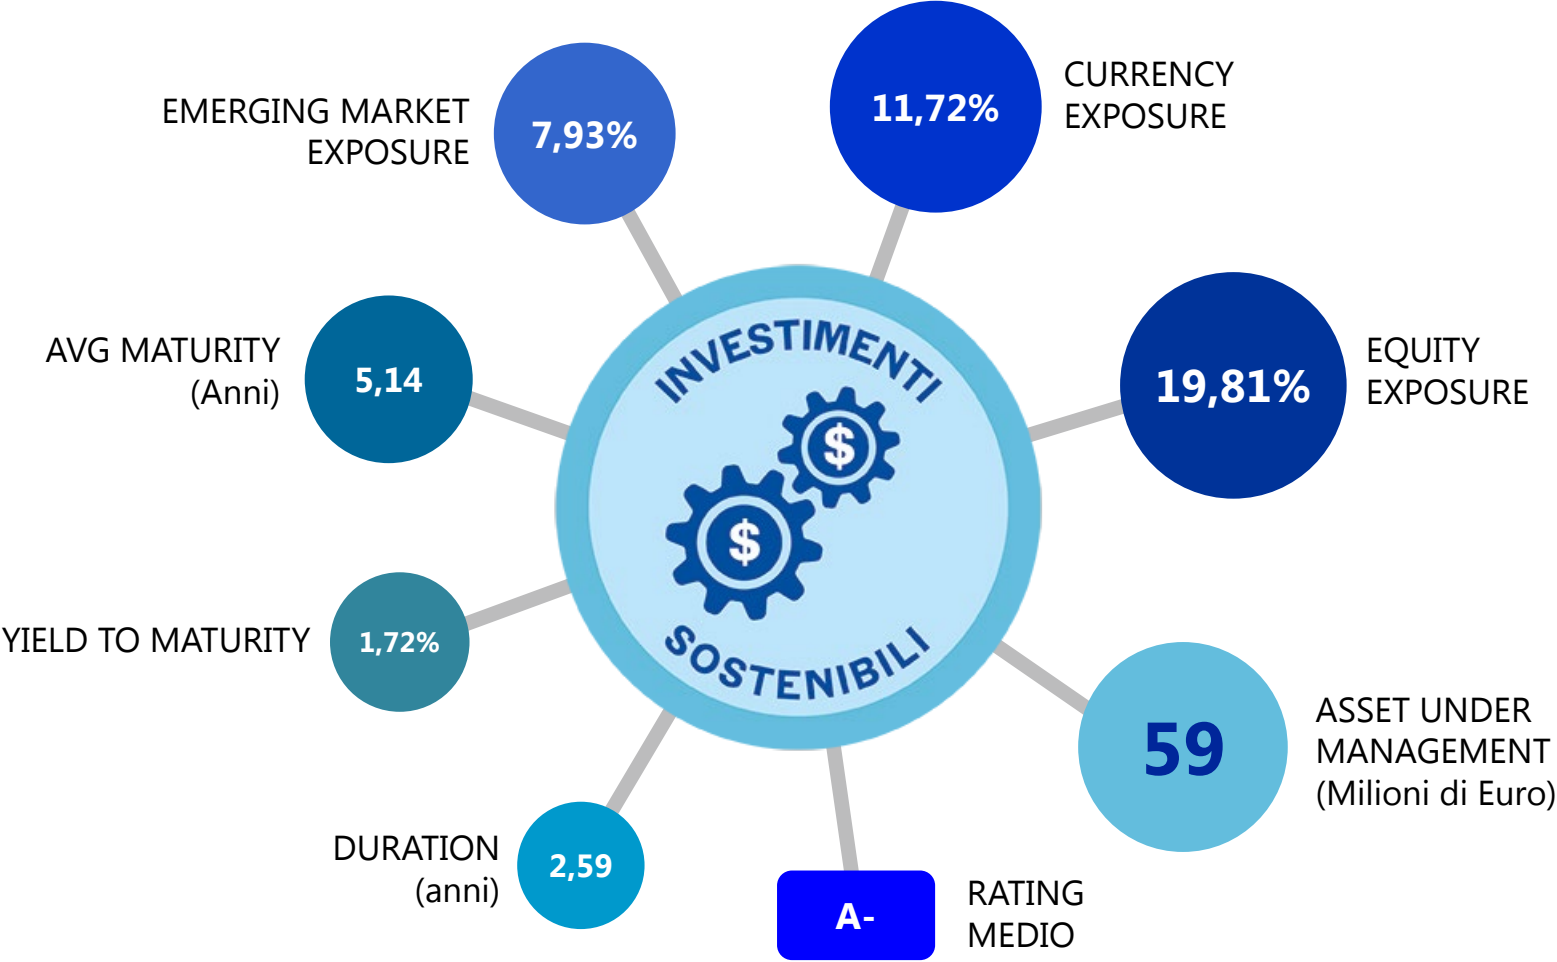 EMERGING MARKET
EXPOSURE
7,93%
11,72%
CURRENCY
EXPOSURE
AVG MATURITY
(Anni)
5,14
INVESTIMENTI
$
$
SOSTENIBILI
19,81%
EQUITY
EXPOSURE
YIELD TO MATURITY
1,72%
59
ASSET UNDER
MANAGEMENT
(Milioni di Euro)
DURATION
(anni)
2,59
A-
RATING
MEDIO